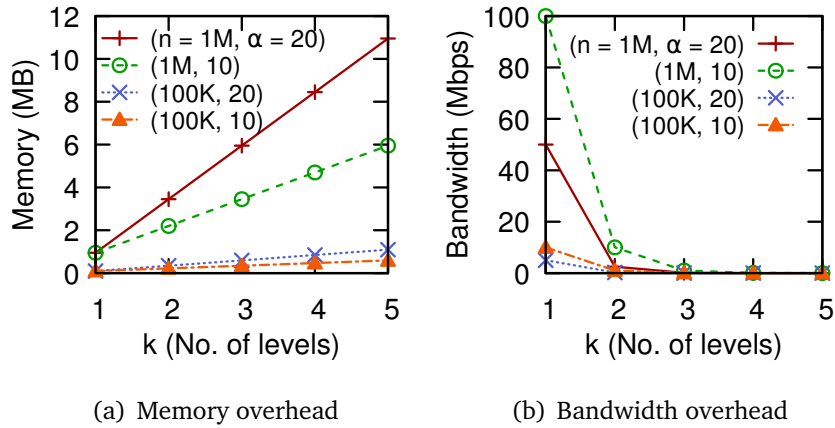 12
10
8
6
4
2
0
Memory (MB)
(n = 1M, α = 20)
(1M, 10)
(100K, 20)
(100K, 10)
1 2 3 4 5
k (No. of levels)
(a) Memory overhead
100
80
60
40
20
0
Bandwidth (Mbps)
(n = 1M, α = 20)
(1M, 10)
(100K, 20)
(100K, 10)
1 2 3 4 5
k (No. of levels)
(b) Bandwidth overhead